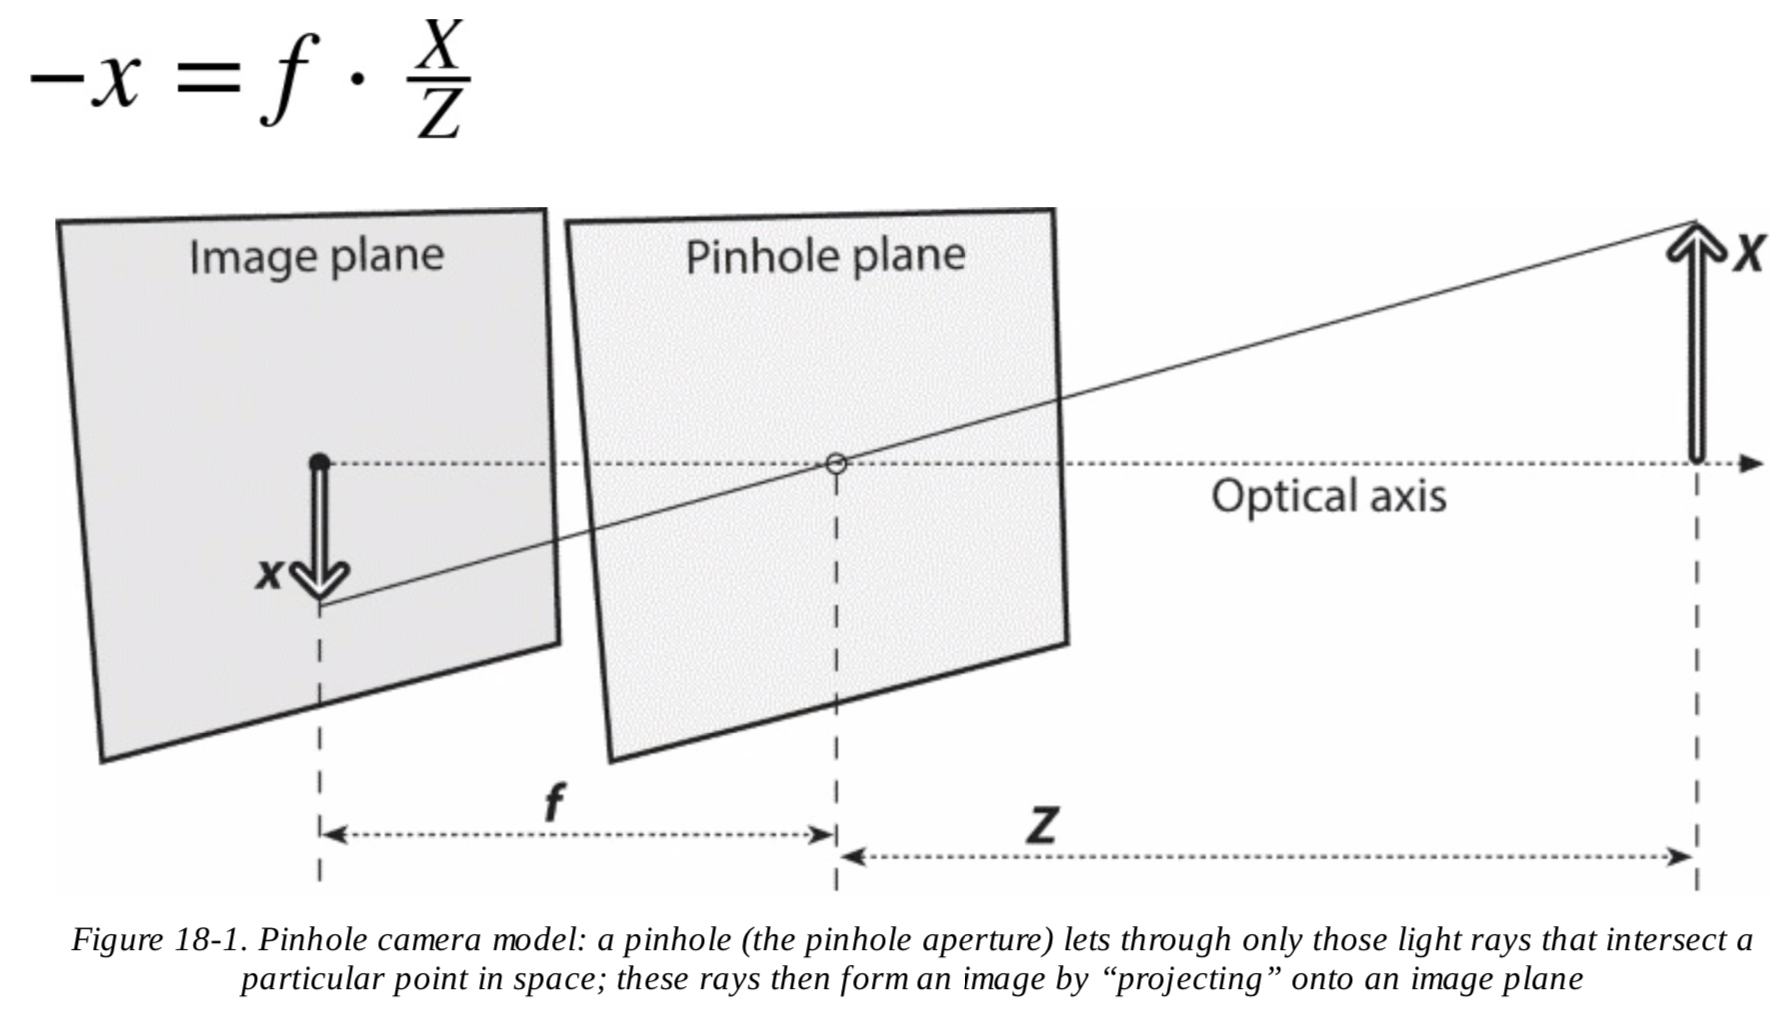 −x = f · X/Z
Image plane
Pinhole plane
X
x
Optical axis
f
Z
Figure 18-1. Pinhole camera model: a pinhole (the pinhole aperture) lets through only those light rays that intersect a
particular point in space; these rays then form an image by “projecting” onto an image plane